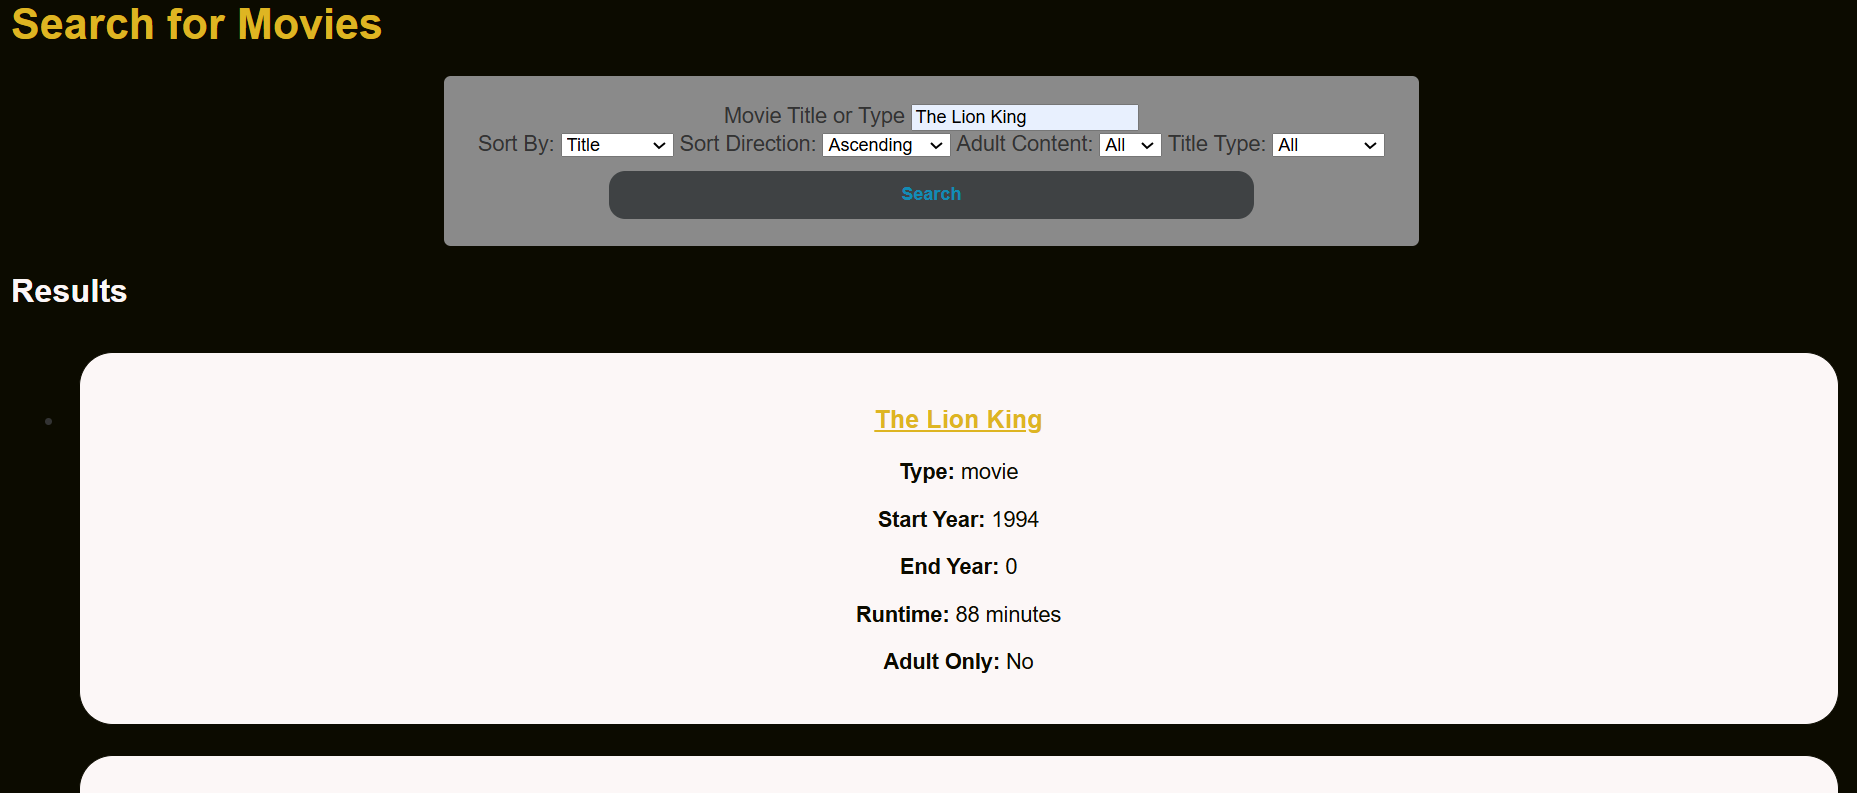 Search for Movies
Movie Title or Type The Lion King
Sort By: Title Sort Direction: Ascending Adult Content: All Title Type: All
Search
Results
The Lion King
Type: movie
Start Year: 1994
End Year: 0
Runtime: 88 minutes
Adult Only: No